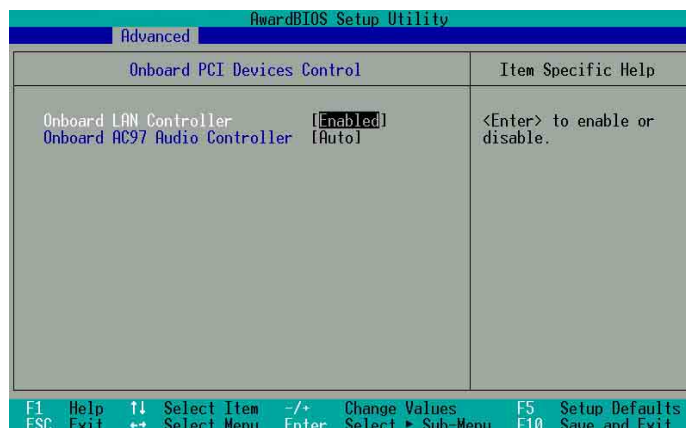 AwardBIOS Setup Utility
Advanced
Onboard PCI Devices Control
Item Specific Help
Onboard LAN Controller [Enabled]
Onboard AC97 Audio Controller [Auto]
<Enter> to enable or
disable.
F1 Help ↑↓ Select Item -/+ Change Values F5 Setup Defaults
ESC Exit ←→ Select Menu Enter Select ► Sub-Menu F10 Save and Exit